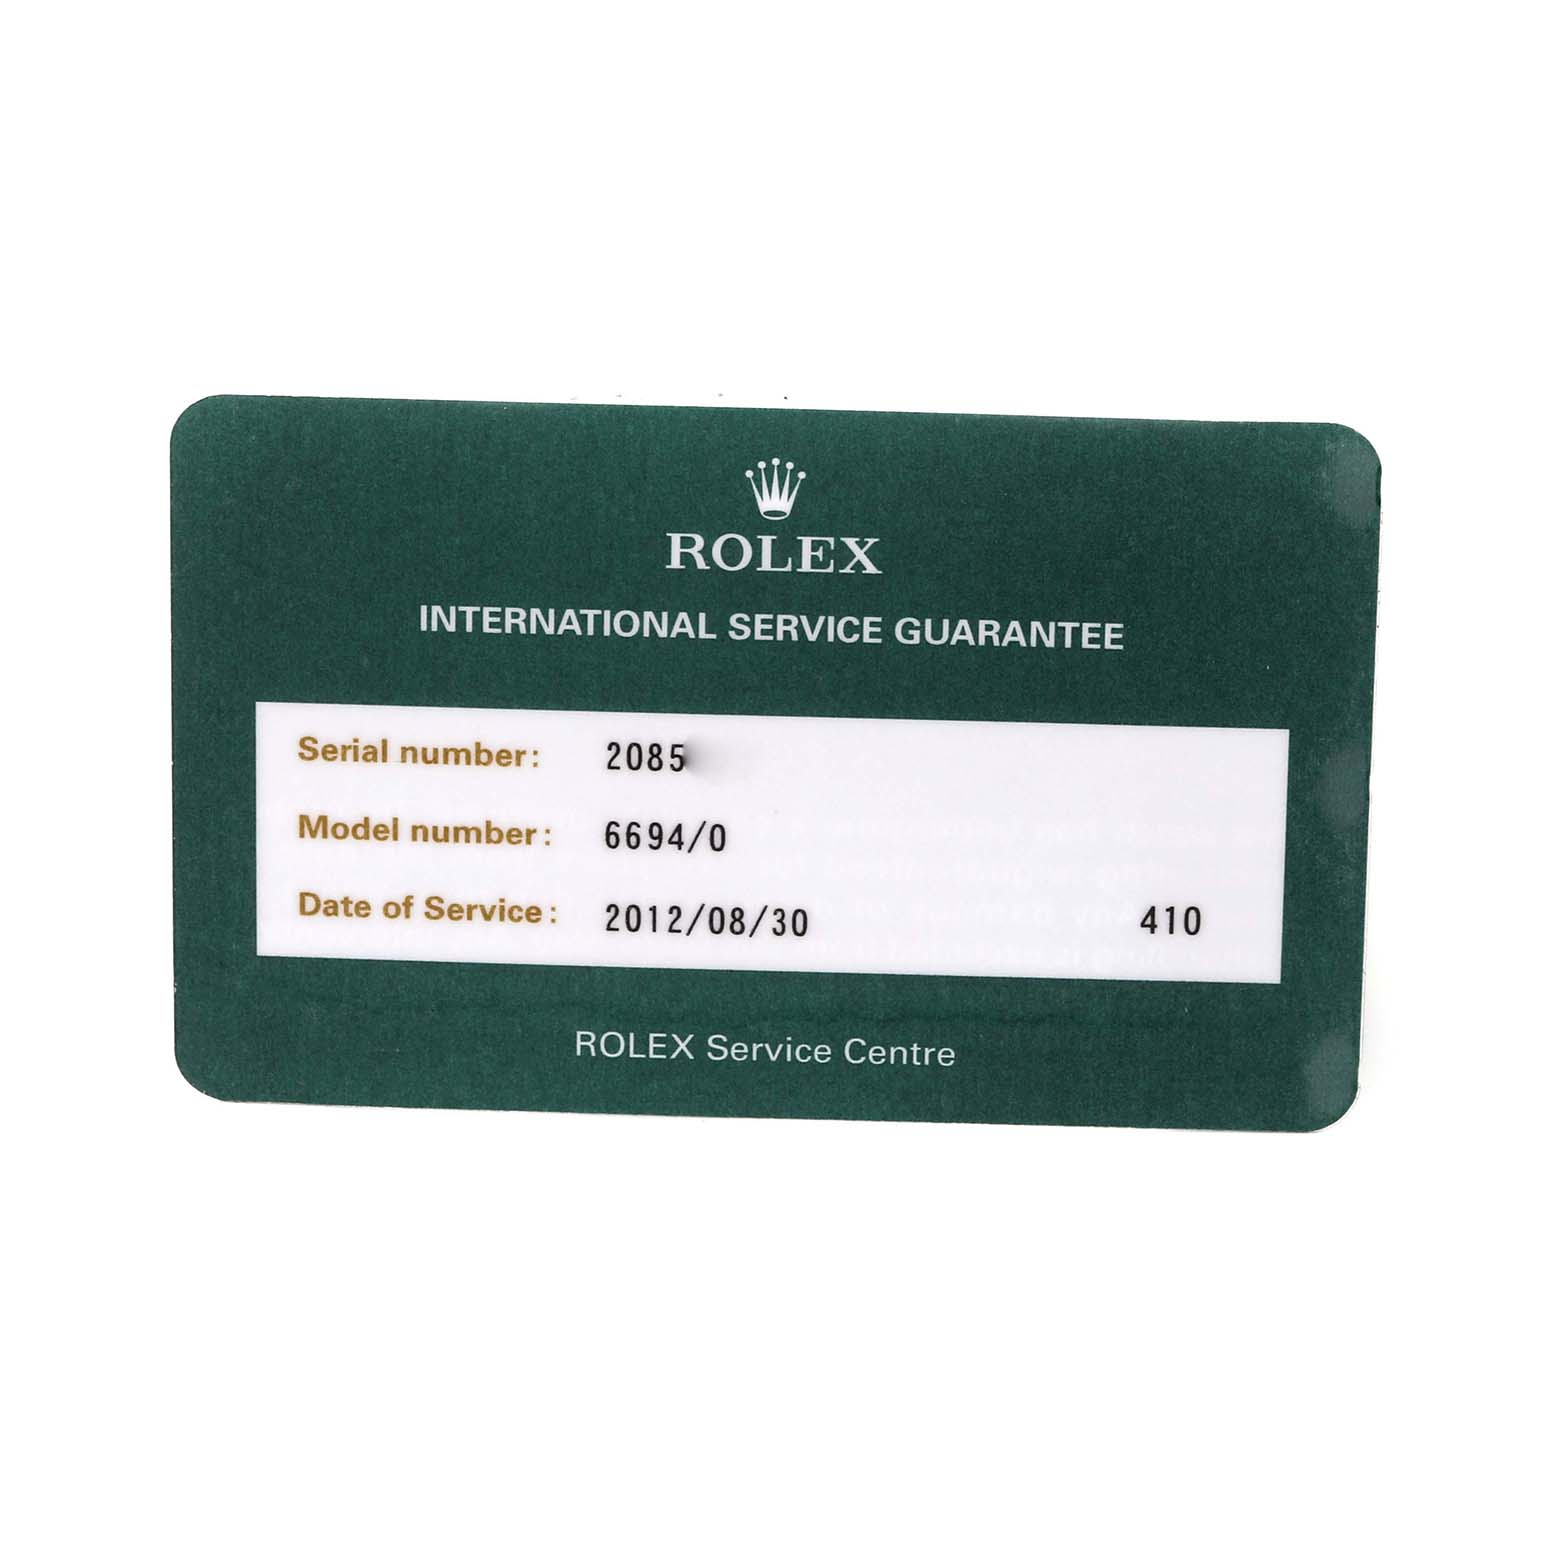 ROLEX
INTERNATIONAL SERVICE GUARANTEE
Serial number: 2085
Model number: 6694/0
Date of Service: 2012/08/30 410
ROLEX Service Centre